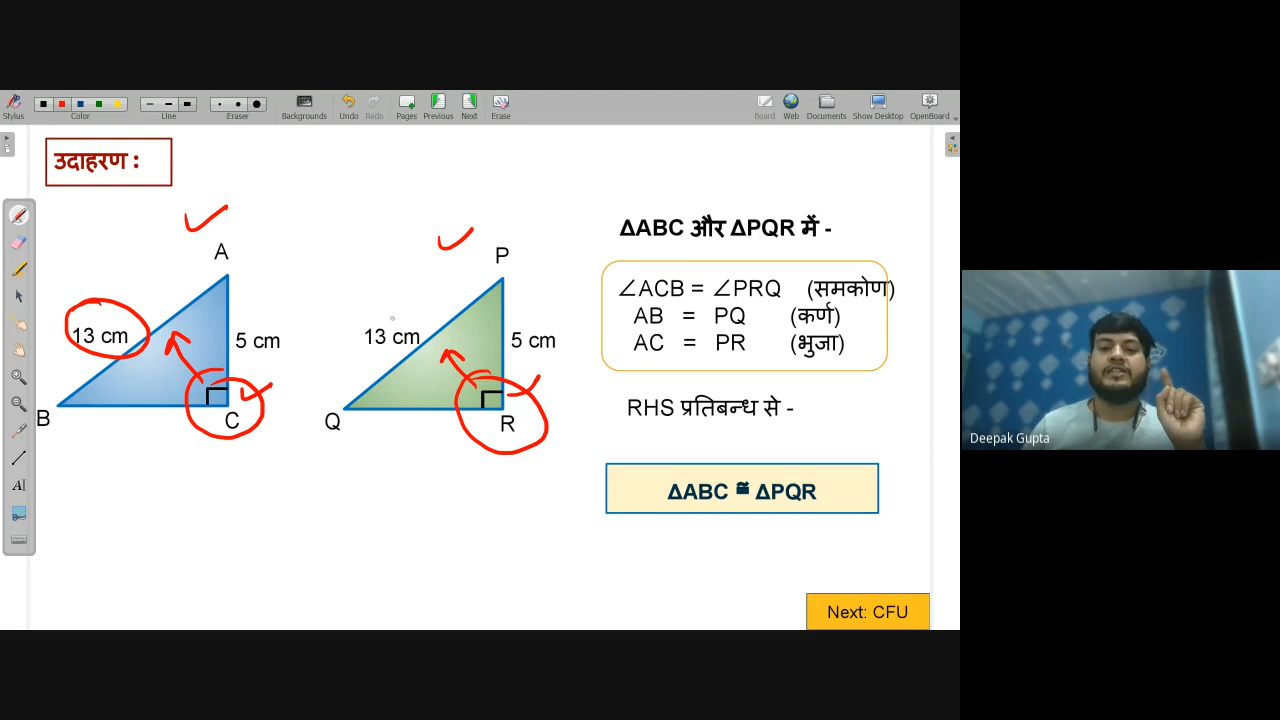 Stylus
Color
Line
Eraser
Backgrounds
Undo
Redo
Pages
Previous
Next
Erase
Board
Web
Documents
Show Desktop
OpenBoard
उदाहरण :
A
13 cm
5 cm
B
C
P
13 cm
5 cm
Q
R
ΔABC और ΔPQR में -
∠ACB = ∠PRQ (समकोण)
AB = PQ (कर्ण)
AC = PR (भुजा)
RHS प्रतिबन्ध से -
ΔABC ≅ ΔPQR
Next: CFU
Deepak Gupta